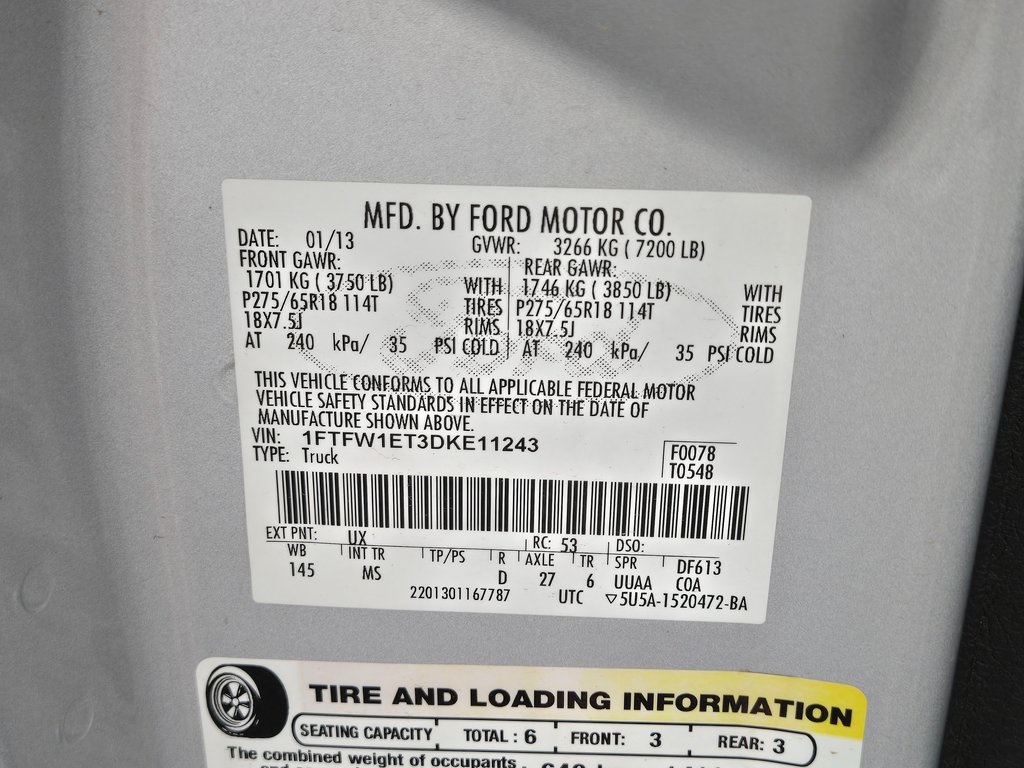 MFD. BY FORD MOTOR CO.
DATE: 01/13 GVWR: 3266 KG ( 7200 LB)
FRONT GAWR: REAR GAWR:
1701 KG ( 3750 LB) WITH 1746 KG ( 3850 LB) WITH
P275/65R18 114T TIRES P275/65R18 114T TIRES
18X7.5J RIMS 18X7.5J RIMS
AT 240 kPa/ 35 PSI COLD AT 240 kPa/ 35 PSI COLD
THIS VEHICLE CONFORMS TO ALL APPLICABLE FEDERAL MOTOR
VEHICLE SAFETY STANDARDS IN EFFECT ON THE DATE OF
MANUFACTURE SHOWN ABOVE.
VIN: 1FTFW1ET3DKE11243 F0078
TYPE: Truck T0548
EXT PNT: UX RC: 53 DSO:
WB INT TR TP/PS R AXLE TR SPR DF613
145 MS D 27 6 UUAA COA
2201301167787 UTC ▽5U5A-1520472-BA
TIRE AND LOADING INFORMATION
SEATING CAPACITY TOTAL : 6 FRONT: 3 REAR: 3
The combined weight of occupants